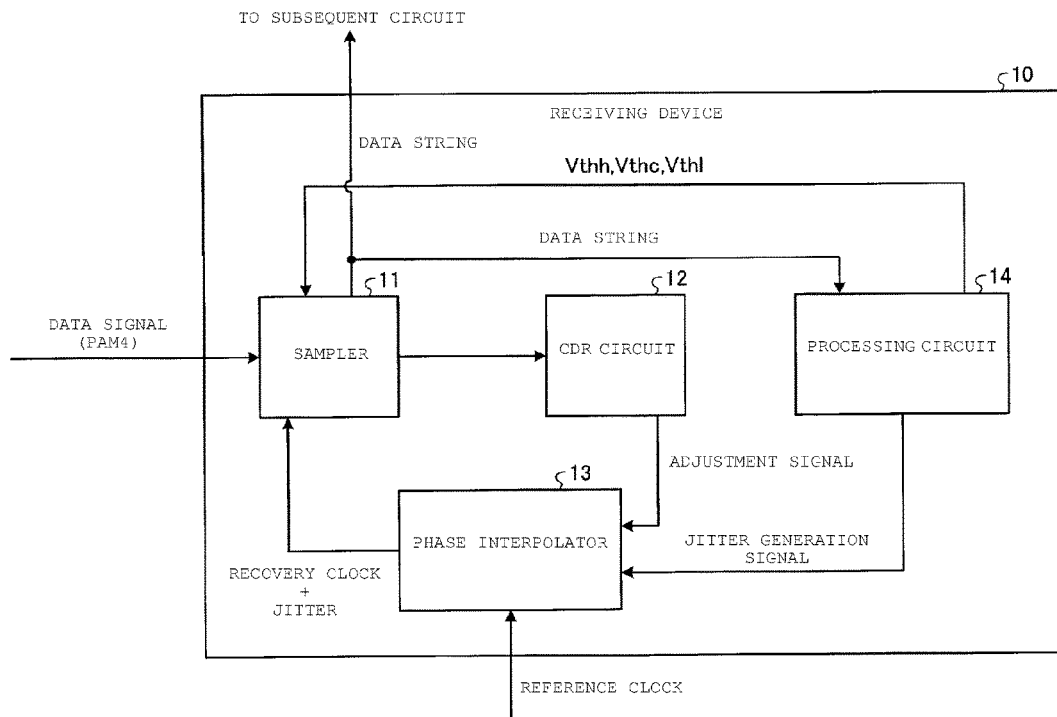 TO SUBSEQUENT CIRCUIT
10
RECEIVING DEVICE
DATA STRING
Vthh,Vthc,Vthl
DATA STRING
11
12
14
DATA SIGNAL
(PAM4)
SAMPLER
CDR CIRCUIT
PROCESSING CIRCUIT
ADJUSTMENT SIGNAL
13
PHASE INTERPOLATOR
JITTER GENERATION
SIGNAL
RECOVERY CLOCK
+
JITTER
REFERENCE CLOCK